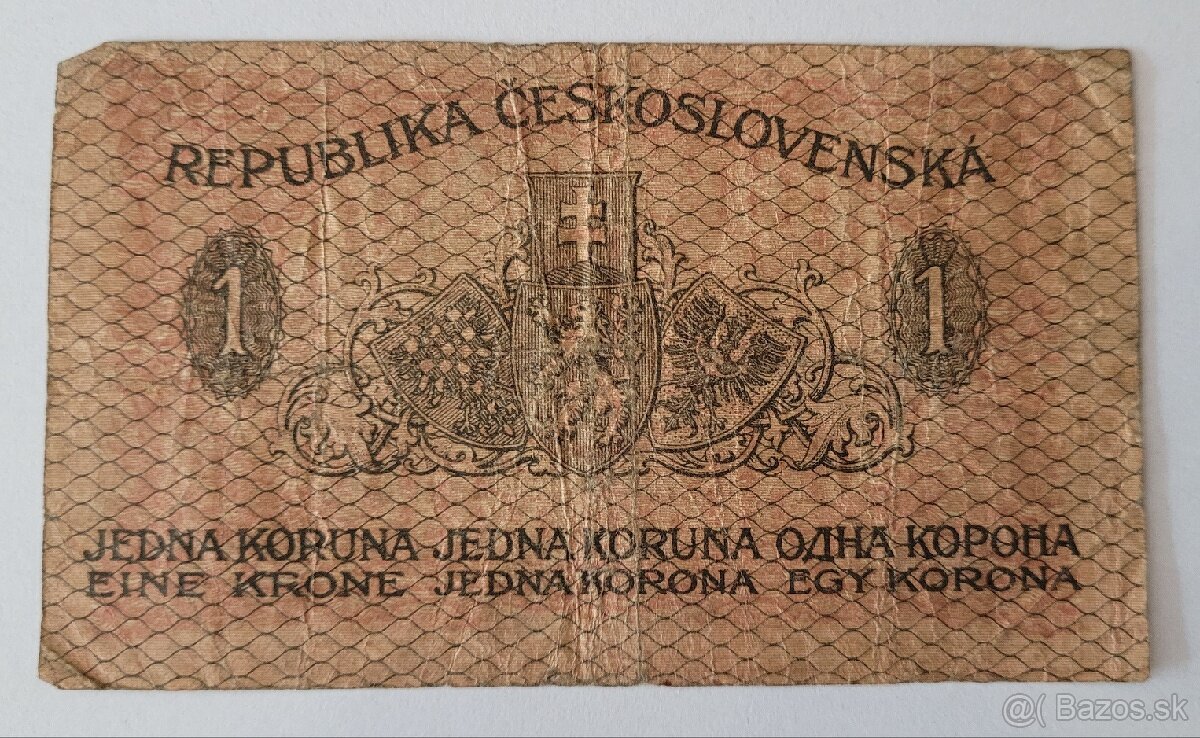 REPUBLIKA ČESKOSLOVENSKÁ
1 1
JEDNA KORUNA JEDNA KORUNA ОДНА КОРОНА
EINE KRONE JEDNA KORONA EGY KORONA
@( Bazos.sk